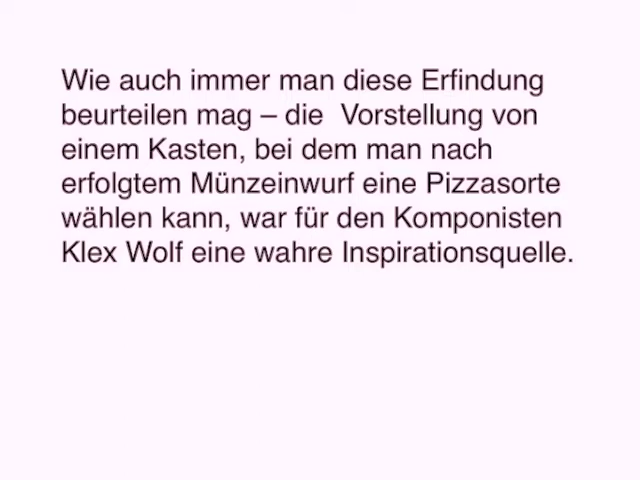 Wie auch immer man diese Erfindung
beurteilen mag – die  Vorstellung von
einem Kasten, bei dem man nach
erfolgtem Münzeinwurf eine Pizzasorte
wählen kann, war für den Komponisten
Klex Wolf eine wahre Inspirationsquelle.